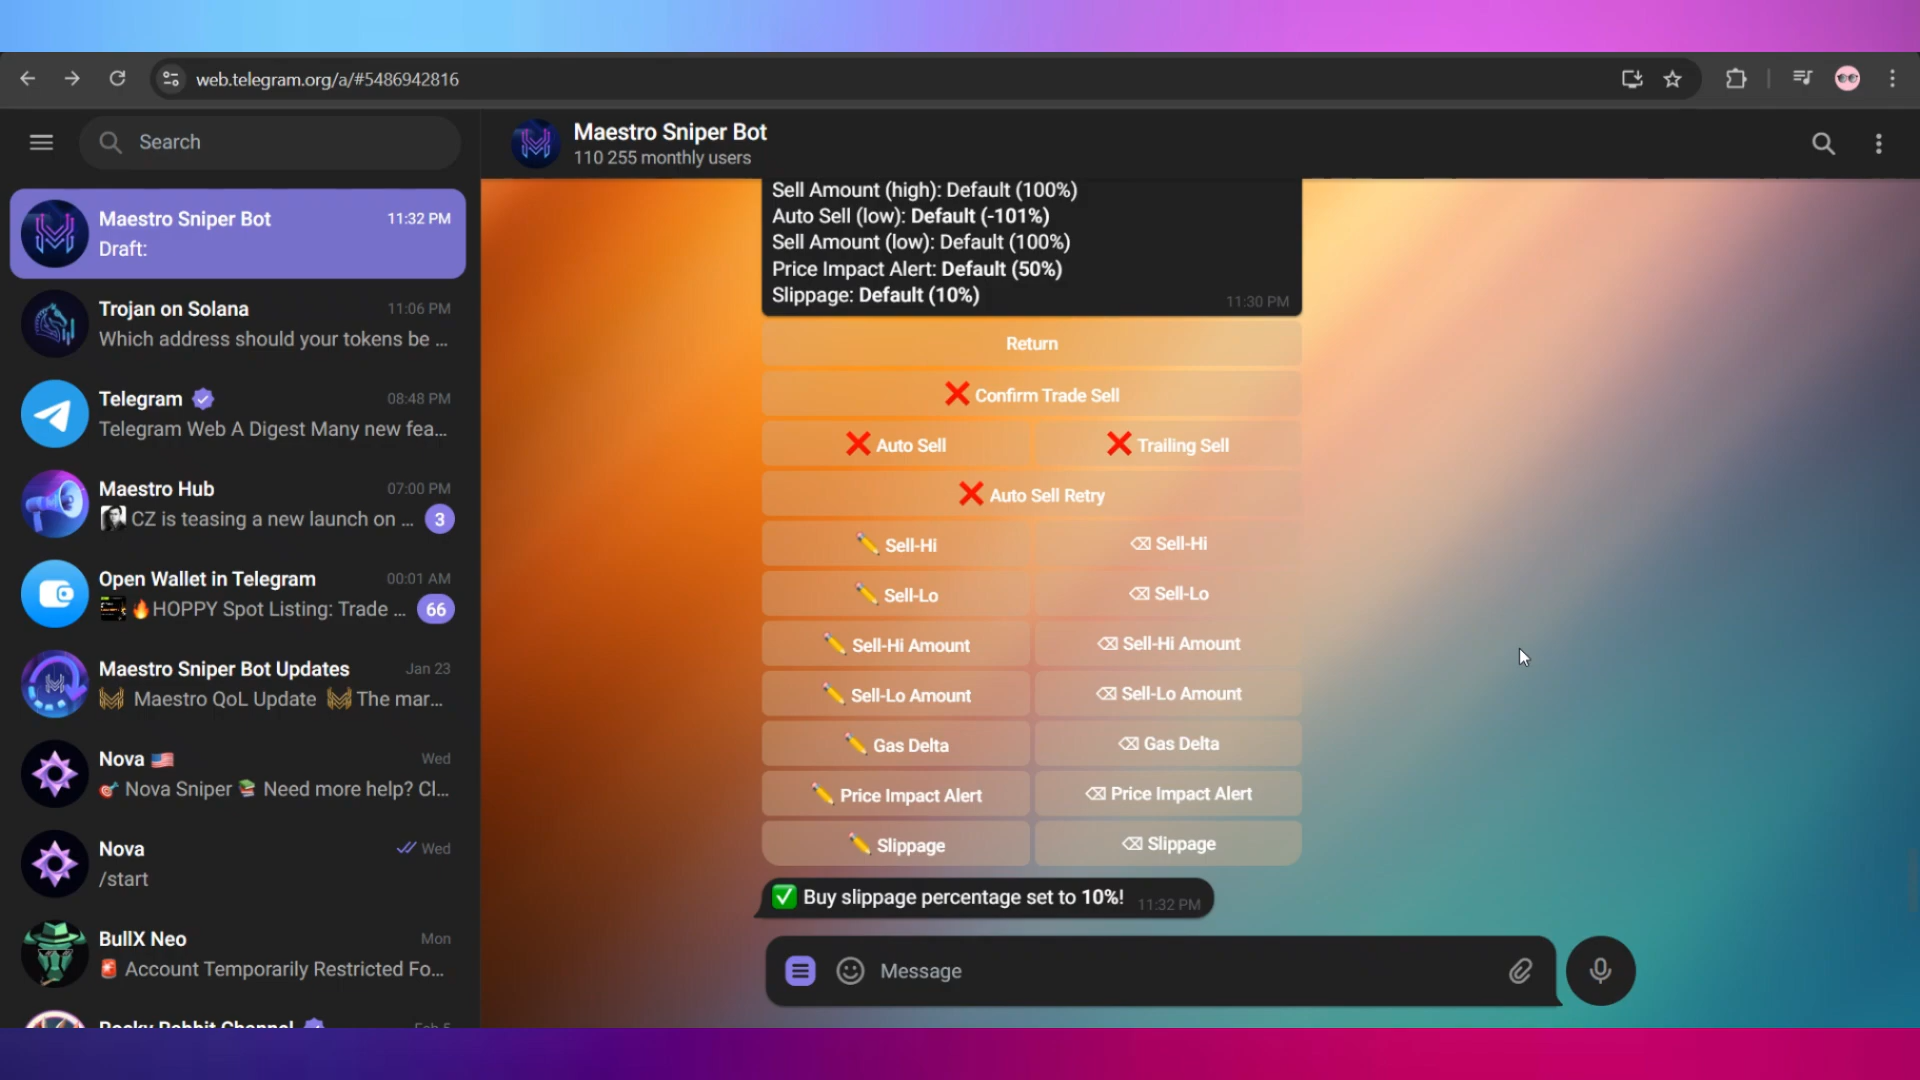 web.telegram.org/a/#5486942816
Search
Maestro Sniper Bot
110 255 monthly users
Maestro Sniper Bot 11:32 PM
Draft:
Trojan on Solana 11:06 PM
Which address should your tokens be ...
Telegram 08:48 PM
Telegram Web A Digest Many new fea...
Maestro Hub 07:00 PM
CZ is teasing a new launch on ... 3
Open Wallet in Telegram 00:01 AM
🔥HOPPY Spot Listing: Trade ... 66
Maestro Sniper Bot Updates Jan 23
Maestro QoL Update The mar...
Nova 🇺🇸 Wed
🎯 Nova Sniper 📚 Need more help? Cl...
Nova Wed
/start
BullX Neo Mon
🚨 Account Temporarily Restricted Fo...
Rocky Rabbit Channel Feb 5
Sell Amount (high): Default (100%)
Auto Sell (low): Default (-101%)
Sell Amount (low): Default (100%)
Price Impact Alert: Default (50%)
Slippage: Default (10%) 11:30 PM
Return
❌ Confirm Trade Sell
❌ Auto Sell ❌ Trailing Sell
❌ Auto Sell Retry
✏️ Sell-Hi ⌫ Sell-Hi
✏️ Sell-Lo ⌫ Sell-Lo
✏️ Sell-Hi Amount ⌫ Sell-Hi Amount
✏️ Sell-Lo Amount ⌫ Sell-Lo Amount
✏️ Gas Delta ⌫ Gas Delta
✏️ Price Impact Alert ⌫ Price Impact Alert
✏️ Slippage ⌫ Slippage
✅ Buy slippage percentage set to 10%! 11:32 PM
Message